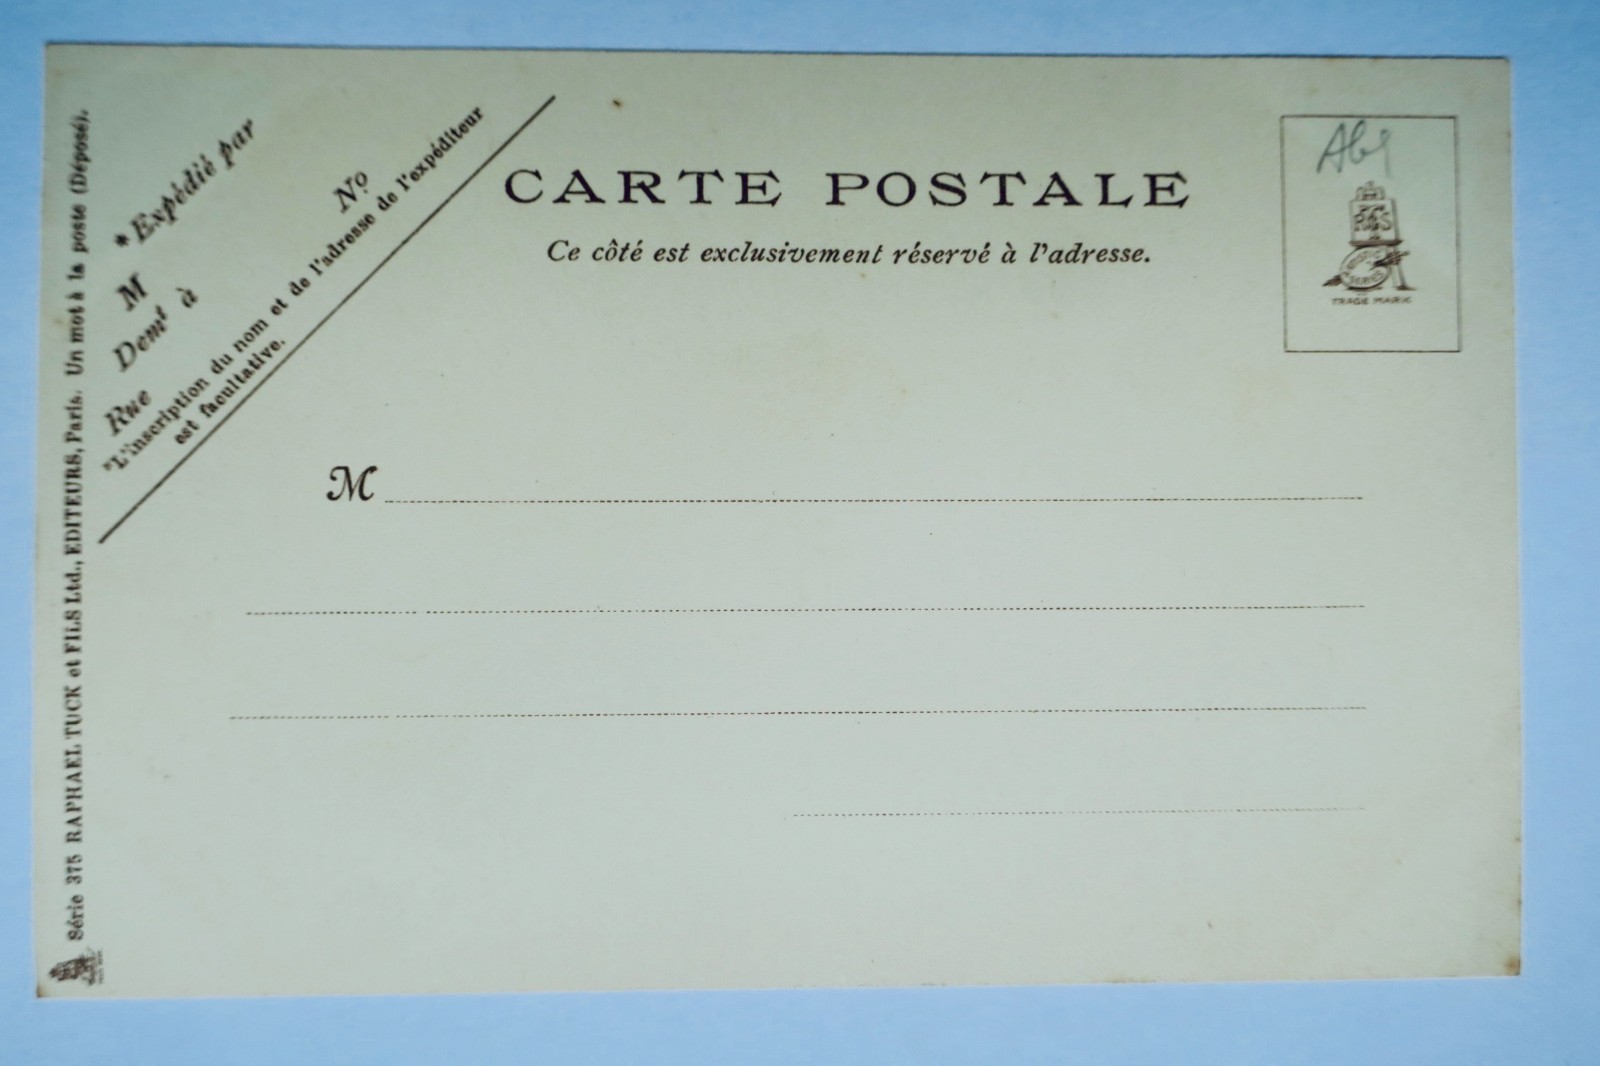 CARTE POSTALE
Ce côté est exclusivement réservé à l'adresse.
*Expédié par
M
Demt à
Rue
No
*L'inscription du nom et de l'adresse de l'expéditeur
est facultative.
Série 375 RAPHAEL TUCK et FILS Ltd., EDITEURS, Paris. Un mot à la poste (Déposé).
M
TRADE MARK